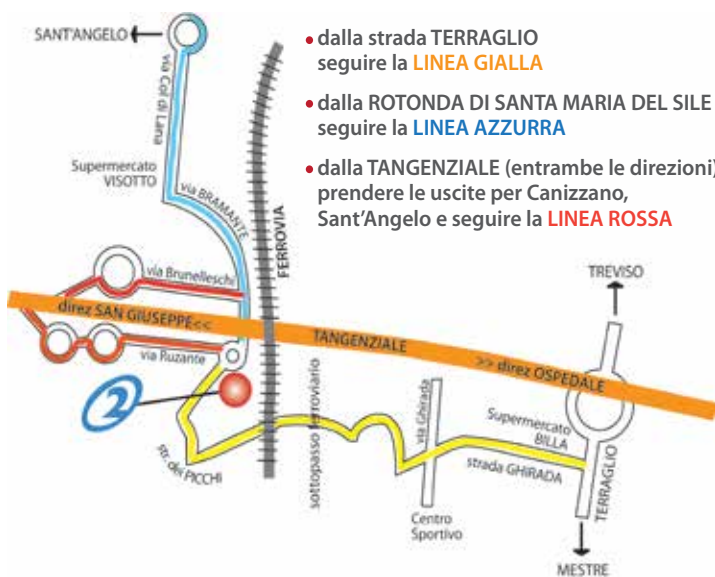 SANT'ANGELO
• dalla strada TERRAGLIO
seguire la LINEA GIALLA
• dalla ROTONDA DI SANTA MARIA DEL SILE
seguire la LINEA AZZURRA
• dalla TANGENZIALE (entrambe le direzioni)
prendere le uscite per Canizzano,
Sant'Angelo e seguire la LINEA ROSSA
via Col di Lana
Supermercato
VISOTTO
via BRAMANTE
FERROVIA
via Brunelleschi
TREVISO
direz SAN GIUSEPPE<<
TANGENZIALE
>> direz OSPEDALE
via Ruzante
2
sottopasso ferroviario
via Ghirada
Supermercato
BILLA
str. dei PICCHI
strada GHIRADA
TERRAGLIO
Centro
Sportivo
MESTRE